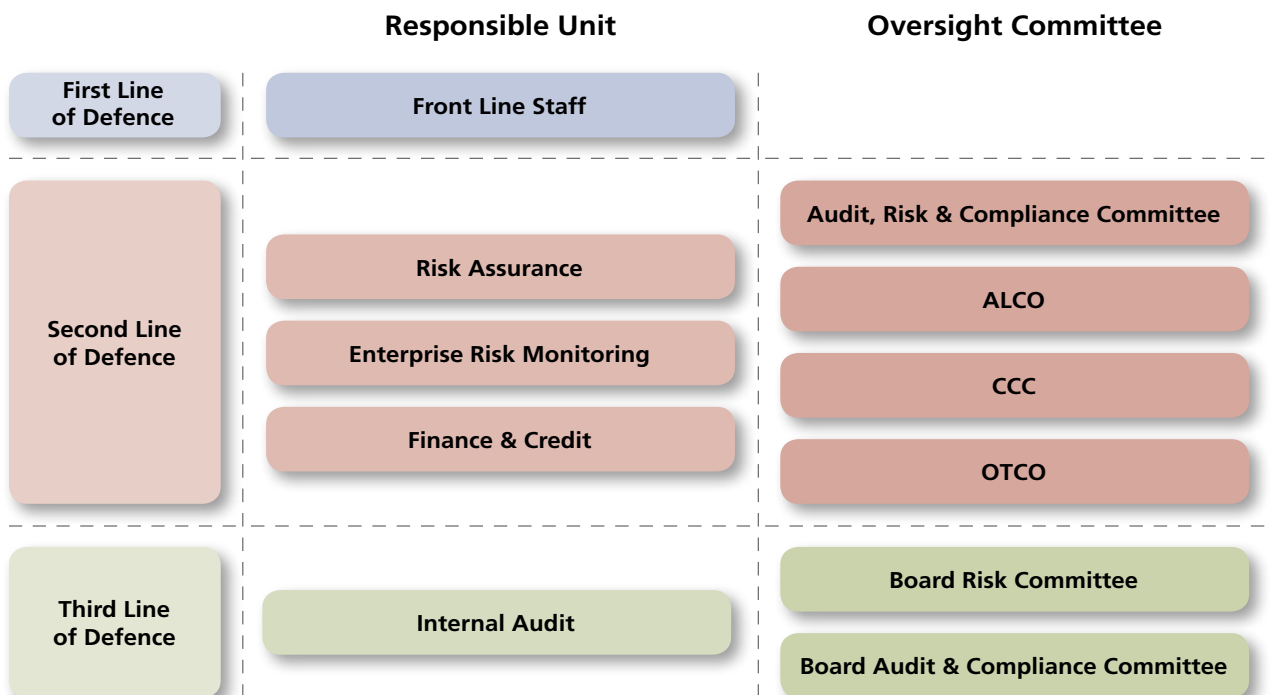 Responsible Unit
Oversight Committee
First Line
of Defence
Front Line Staff
Second Line
of Defence
Risk Assurance
Enterprise Risk Monitoring
Finance & Credit
Audit, Risk & Compliance Committee
ALCO
CCC
OTCO
Third Line
of Defence
Internal Audit
Board Risk Committee
Board Audit & Compliance Committee